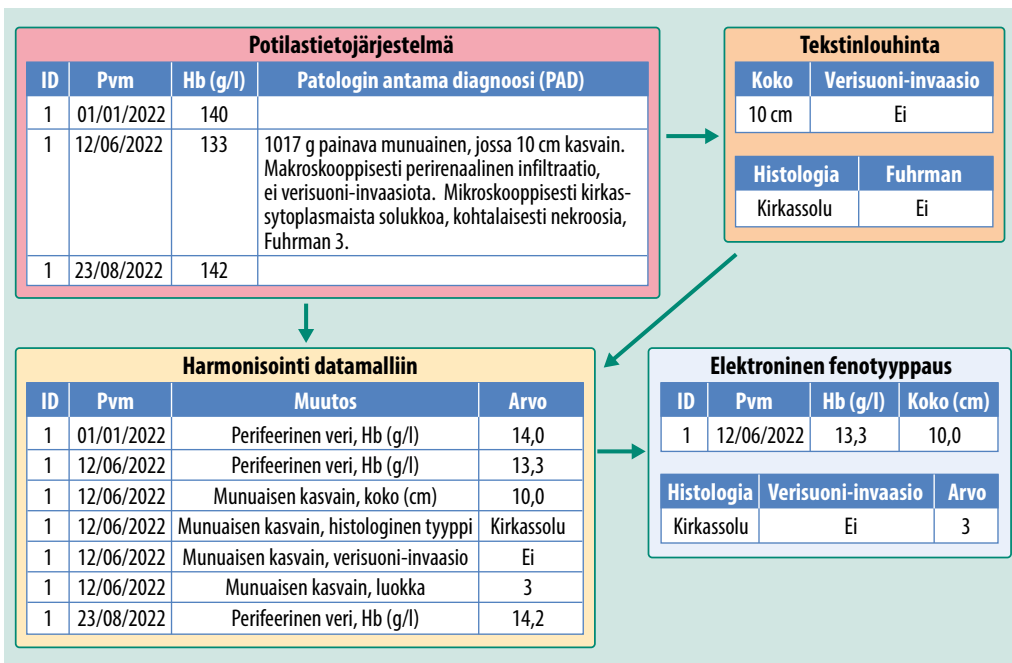 Potilastietojärjestelmä
ID Pvm Hb (g/l) Patologin antama diagnoosi (PAD)
1 01/01/2022 140
1 12/06/2022 133 1017 g painava munuainen, jossa 10 cm kasvain.
Makroskooppisesti perirenaalinen infiltraatio,
ei verisuoni-invaasiota. Mikroskooppisesti kirkas-
sytoplasmaista solukkoa, kohtalaisesti nekroosia,
Fuhrman 3.
1 23/08/2022 142
Tekstinlouhinta
Koko Verisuoni-invaasio
10 cm Ei
Histologia Fuhrman
Kirkassolu Ei
Harmonisointi datamalliin
ID Pvm Muutos Arvo
1 01/01/2022 Perifeerinen veri, Hb (g/l) 14,0
1 12/06/2022 Perifeerinen veri, Hb (g/l) 13,3
1 12/06/2022 Munuaisen kasvain, koko (cm) 10,0
1 12/06/2022 Munuaisen kasvain, histologinen tyyppi Kirkassolu
1 12/06/2022 Munuaisen kasvain, verisuoni-invaasio Ei
1 12/06/2022 Munuaisen kasvain, luokka 3
1 23/08/2022 Perifeerinen veri, Hb (g/l) 14,2
Elektroninen fenotyyppaus
ID Pvm Hb (g/l) Koko (cm)
1 12/06/2022 13,3 10,0
Histologia Verisuoni-invaasio Arvo
Kirkassolu Ei 3